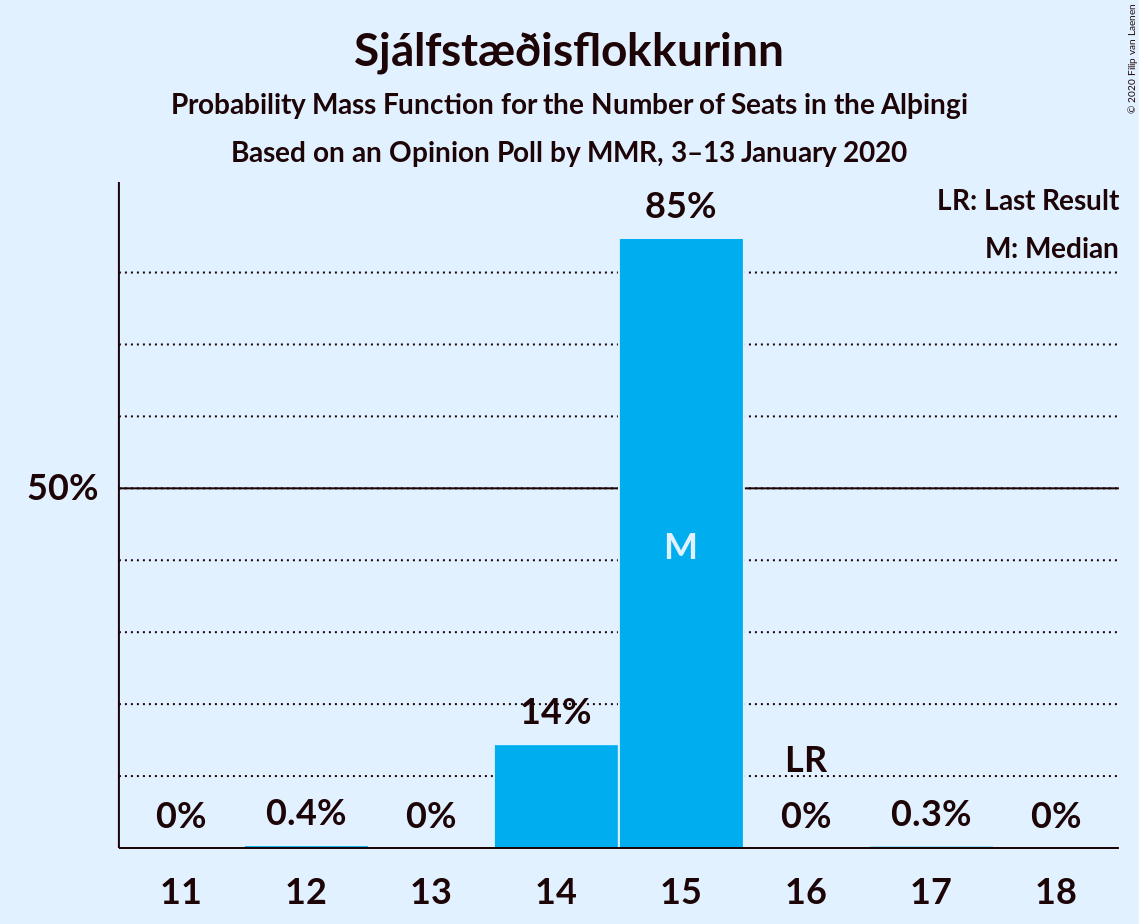 Sjálfstæðisflokkurinn
Probability Mass Function for the Number of Seats in the Alþingi
Based on an Opinion Poll by MMR, 3–13 January 2020
© 2020 Filip van Laenen
LR: Last Result
M: Median
85%
50%
M
14%
LR
0%
0.4%
0%
0%
0.3%
0%
11 12 13 14 15 16 17 18